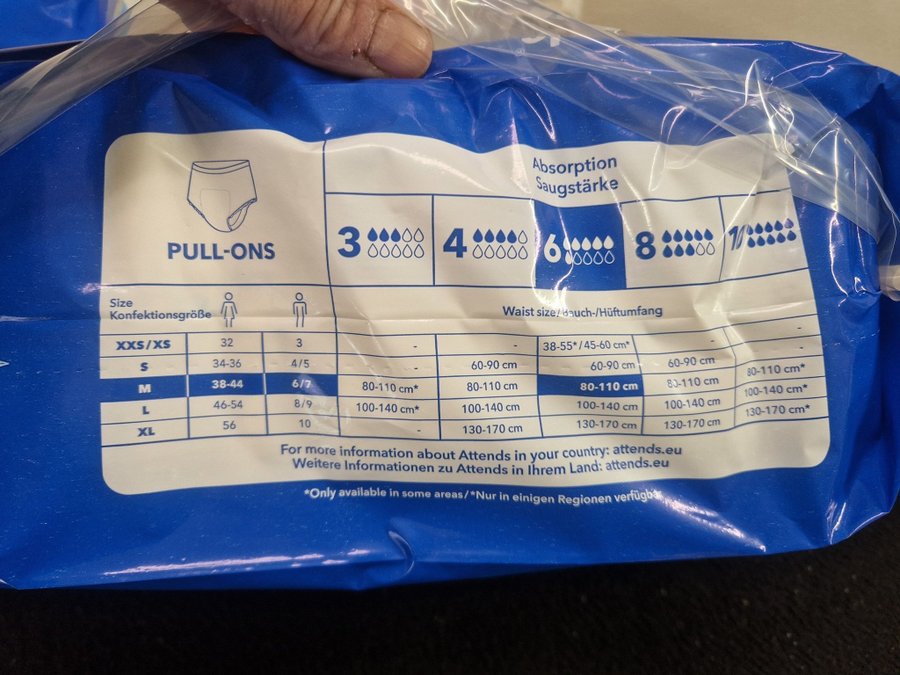 Absorption
Saugstärke
PULL-ONS
3 4 6 8 10
Size
Konfektionsgröße
Waist size/Bauch-/Hüftumfang
XXS/XS 32 3 - - 38-55*/45-60 cm* - -
S 34-36 4/5 - 60-90 cm 60-90 cm 60-90 cm -
M 38-44 6/7 80-110 cm* 80-110 cm 80-110 cm 80-110 cm 80-110 cm*
L 46-54 8/9 100-140 cm* 100-140 cm 100-140 cm 100-140 cm 100-140 cm*
XL 56 10 - 130-170 cm 130-170 cm 130-170 cm 130-170 cm*
For more information about Attends in your country: attends.eu
Weitere Informationen zu Attends in Ihrem Land: attends.eu
*Only available in some areas/*Nur in einigen Regionen verfügbar